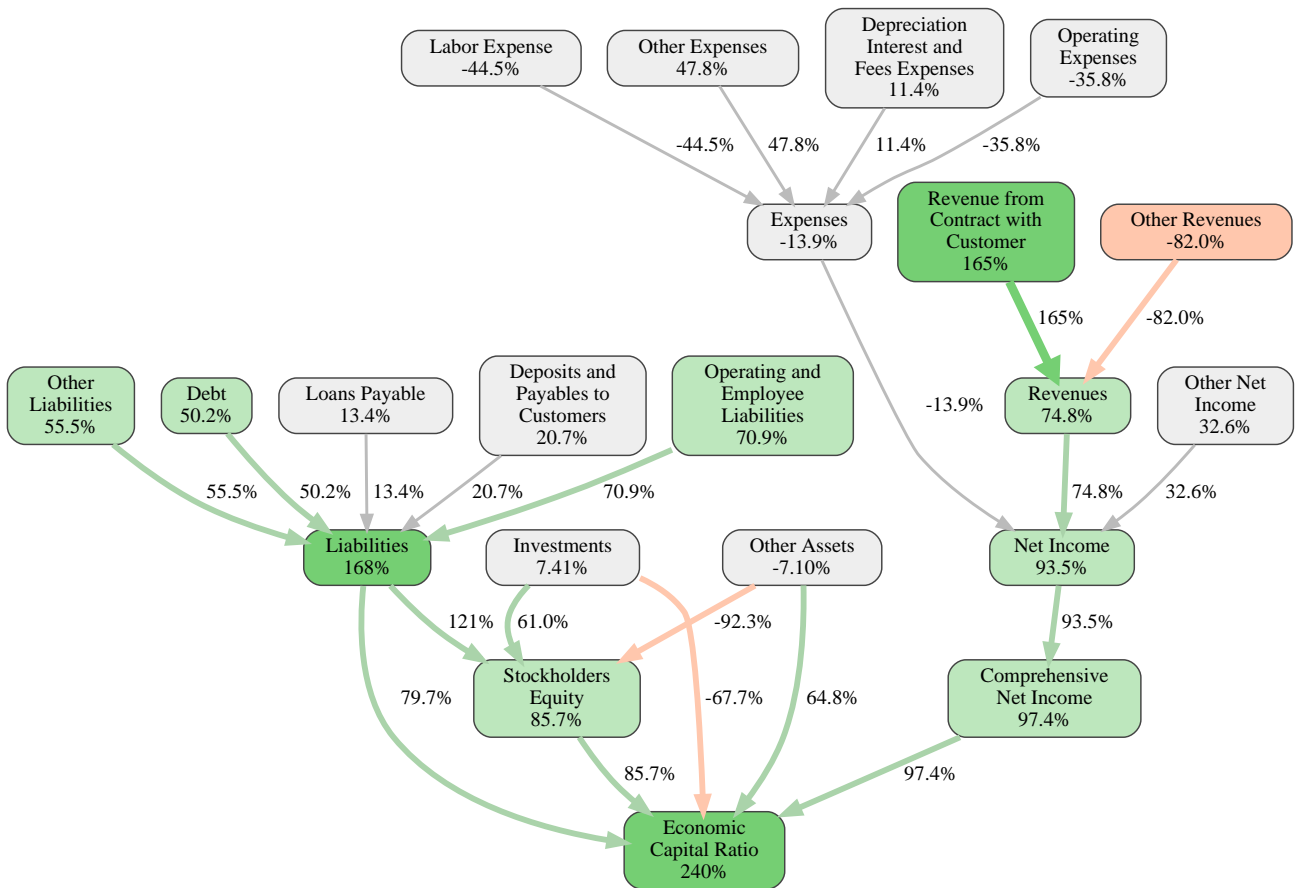 Labor Expense
-44.5%
Other Expenses
47.8%
Depreciation
Interest and
Fees Expenses
11.4%
Operating
Expenses
-35.8%
-44.5%
47.8%
11.4%
-35.8%
Expenses
-13.9%
Revenue from
Contract with
Customer
165%
Other Revenues
-82.0%
165%
-82.0%
Other
Liabilities
55.5%
Debt
50.2%
Loans Payable
13.4%
Deposits and
Payables to
Customers
20.7%
Operating and
Employee
Liabilities
70.9%
-13.9%
Revenues
74.8%
Other Net
Income
32.6%
55.5%
50.2%
13.4%
20.7%
70.9%
74.8%
32.6%
Liabilities
168%
Investments
7.41%
Other Assets
-7.10%
Net Income
93.5%
121%
61.0%
-92.3%
93.5%
79.7%
Stockholders
Equity
85.7%
-67.7%
64.8%
Comprehensive
Net Income
97.4%
85.7%
97.4%
Economic
Capital Ratio
240%